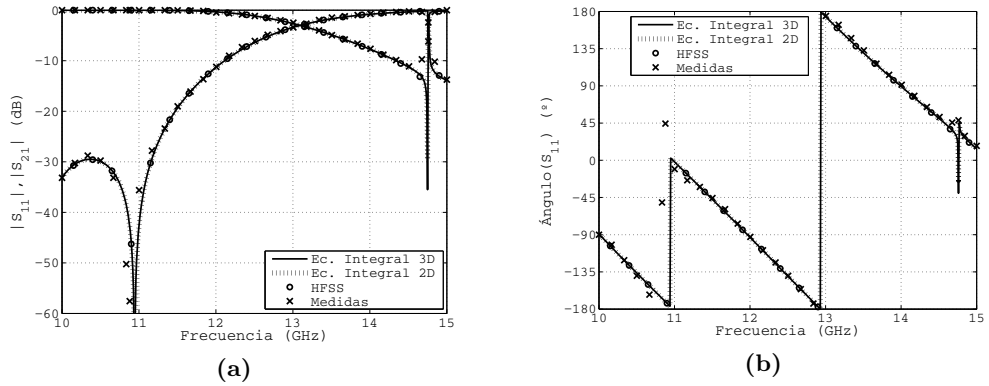 |S11|,|S21| (dB)
0
−10
−20
−30
−40
−50
−60
10 11 12 13 14 15
Frecuencia (GHz)
Ec. Integral 3D
Ec. Integral 2D
HFSS
Medidas
(a)
Ángulo(S11) (º)
180
135
90
45
0
−45
−90
−135
−180
10 11 12 13 14 15
Frecuencia (GHz)
Ec. Integral 3D
Ec. Integral 2D
HFSS
Medidas
(b)